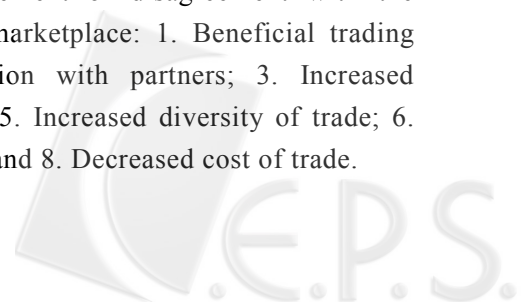 marketplace: 1. Beneficial trading
ion with partners; 3. Increased
5. Increased diversity of trade; 6.
and 8. Decreased cost of trade.
C.E.P.S.